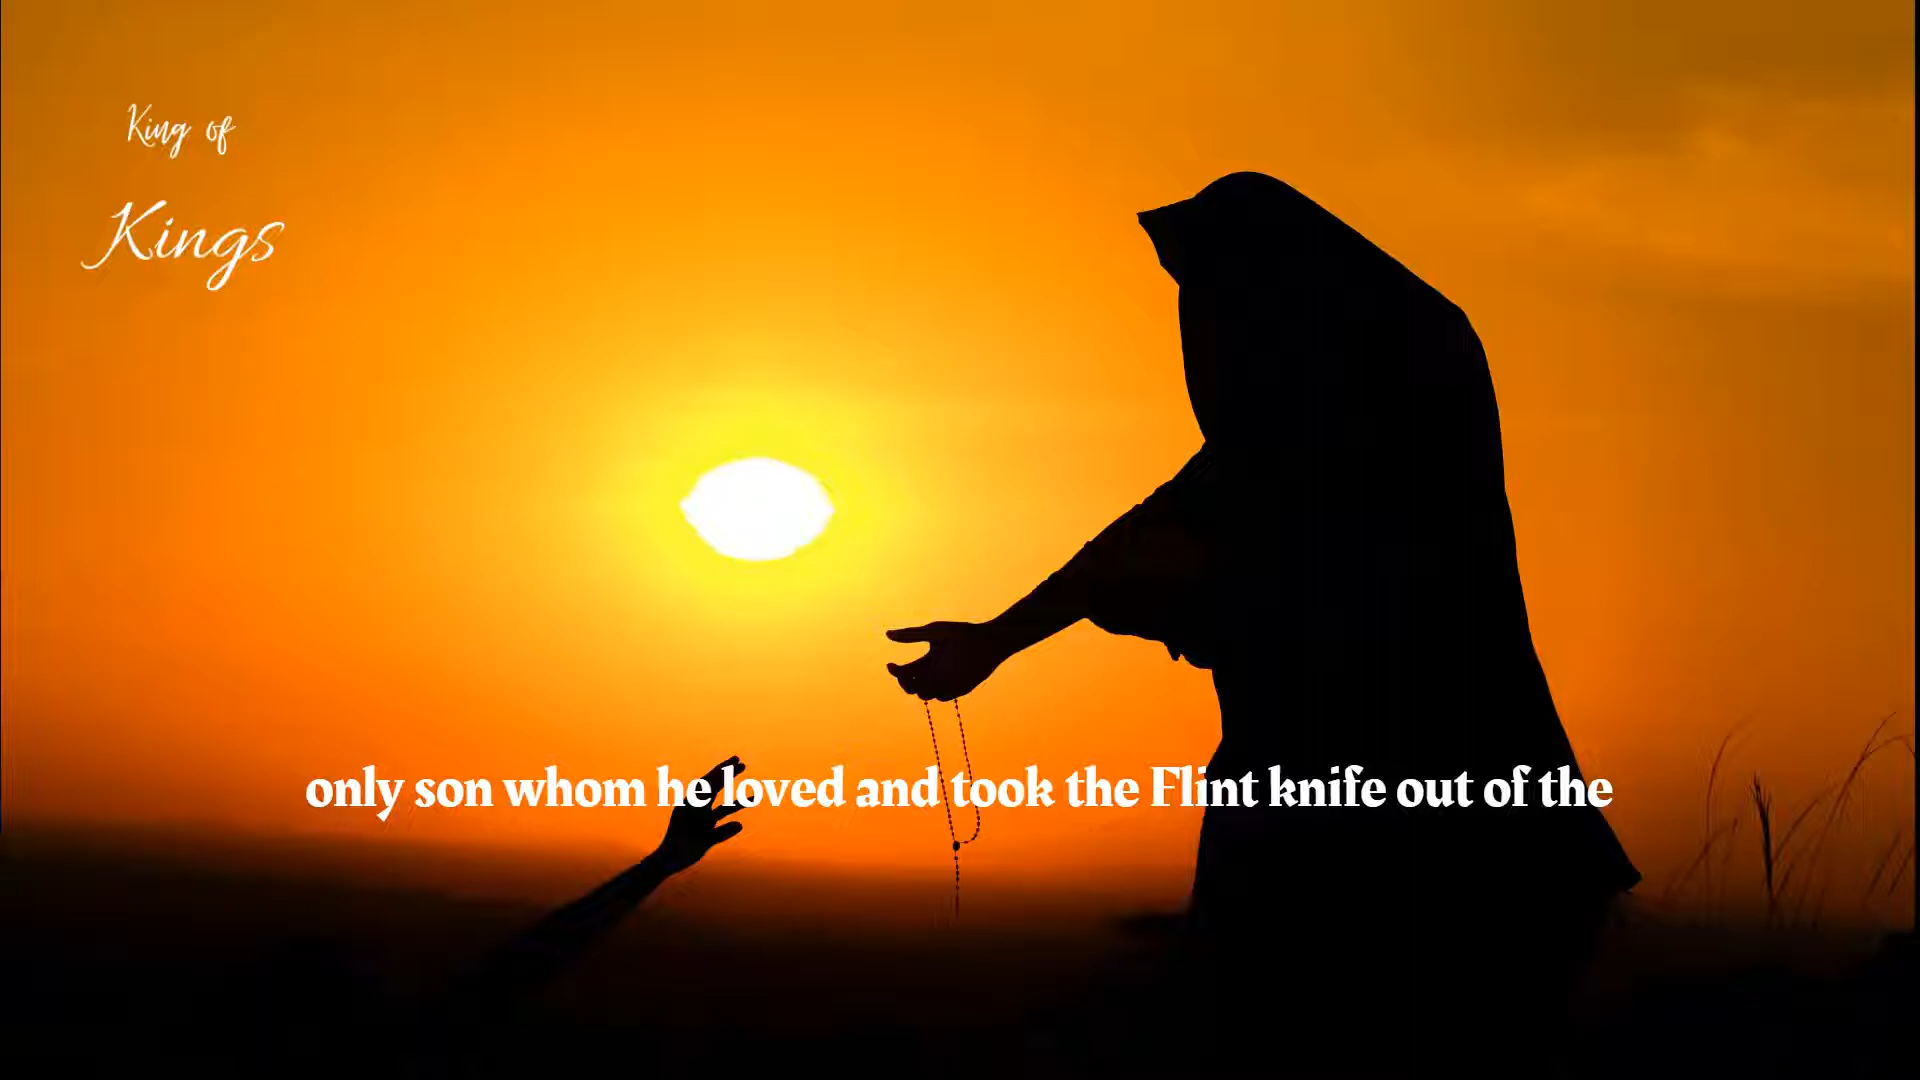 King of
Kings
only son whom he loved and took the Flint knife out of the